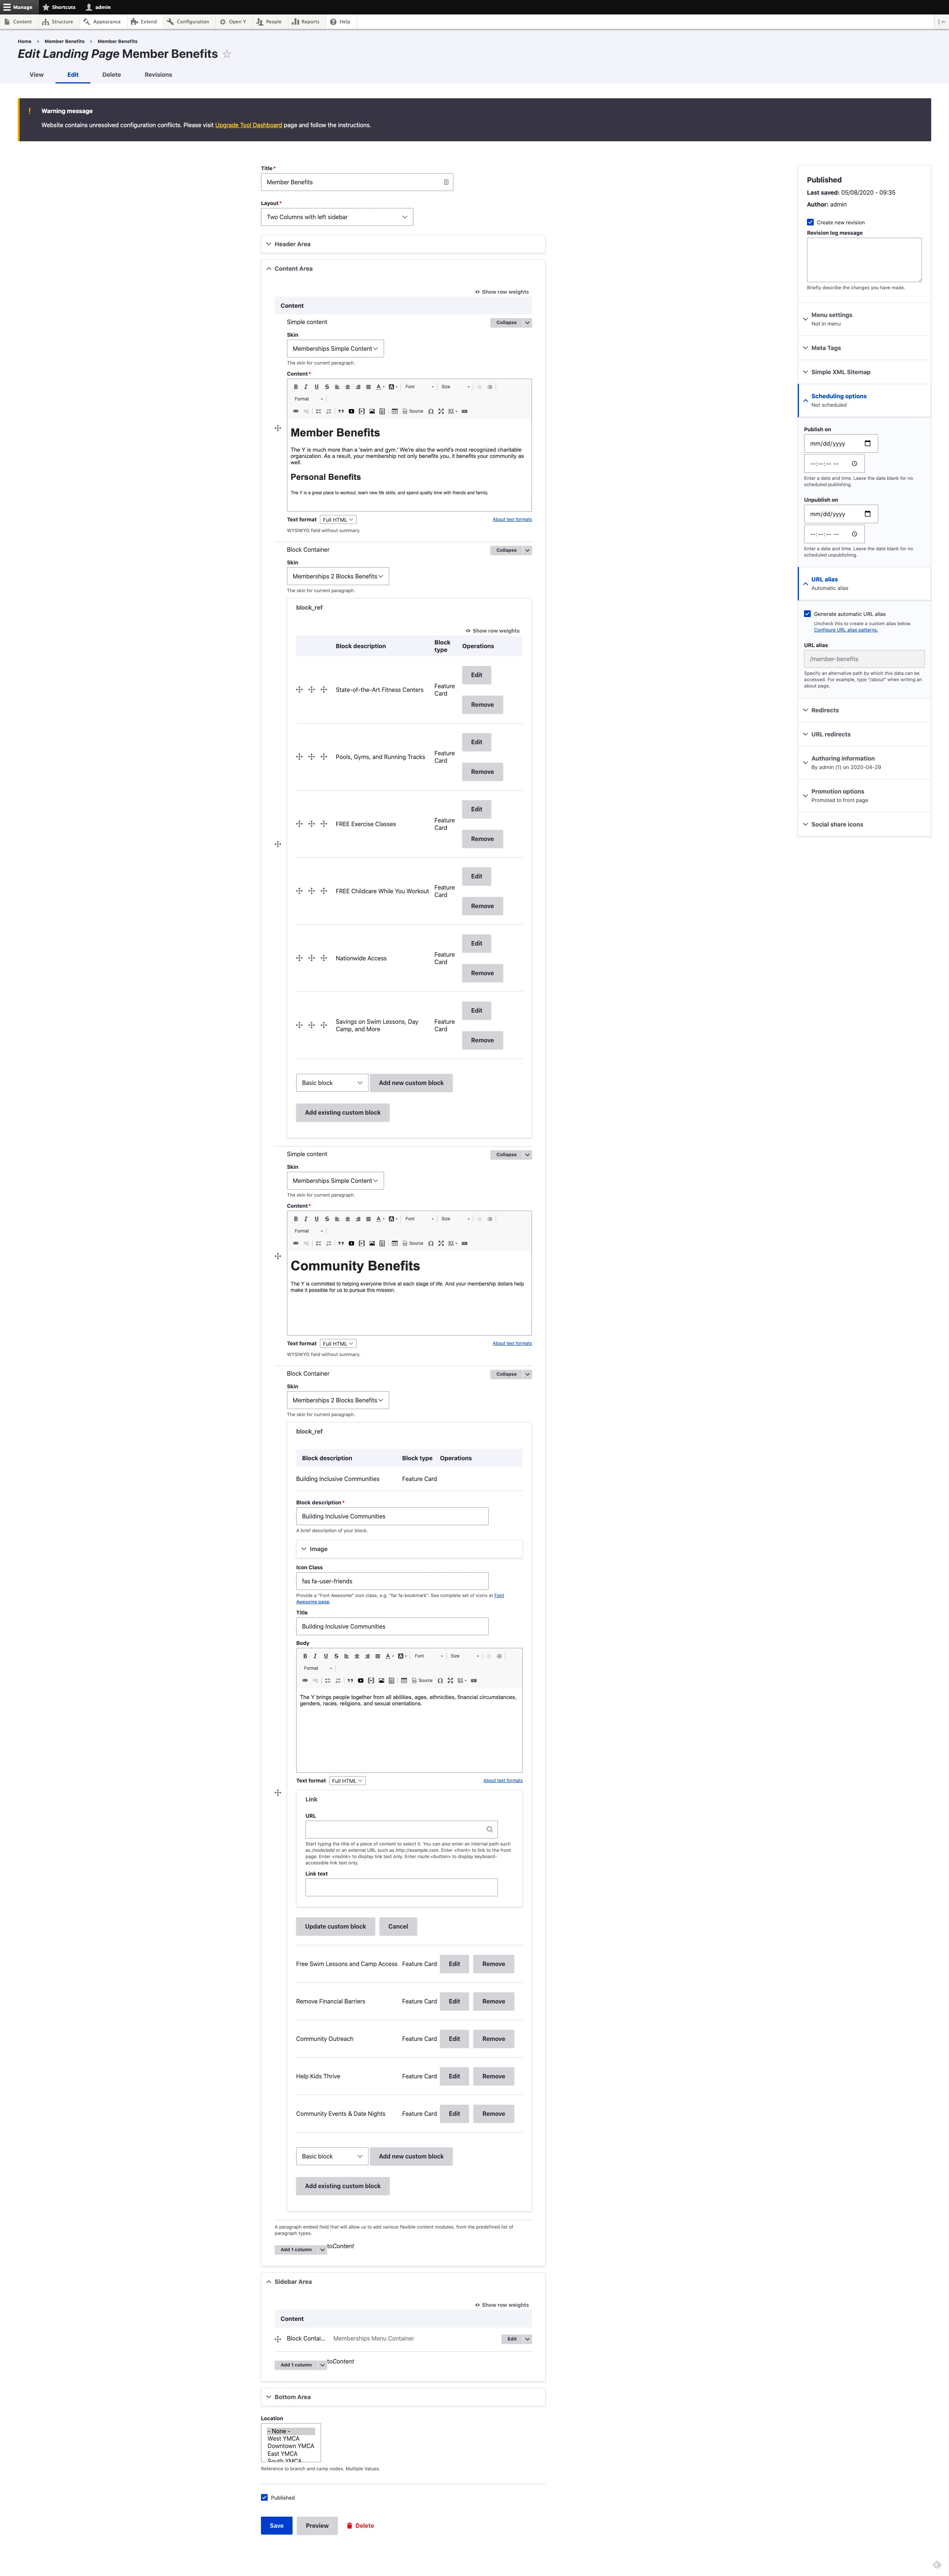 Manage Shortcuts admin
Content Structure Appearance Extend Configuration Open Y People Reports Help
Home Member Benefits Member Benefits
Edit Landing Page Member Benefits
View Edit Delete Revisions
Warning message
Website contains unresolved configuration conflicts. Please visit Upgrade Tool Dashboard page and follow the instructions.
Title*
Member Benefits
Layout*
Two Columns with left sidebar
Header Area
Content Area
Show row weights
Content
Simple content Collapse
Skin
Memberships Simple Content
The skin for current paragraph.
Content*
Font Size
Format
Source
Member Benefits
The Y is much more than a 'swim and gym.' We're also the world's most recognized charitable
organization. As a result, your membership not only benefits you, it benefits your community as
well.
Personal Benefits
The Y is a great place to workout, learn new life skills, and spend quality time with friends and family.
Text format Full HTML About text formats
WYSIWYG field without summary.
Block Container Collapse
Skin
Memberships 2 Blocks Benefits
The skin for current paragraph.
block_ref
Show row weights
Block description Block type Operations
State-of-the-Art Fitness Centers Feature Card Edit Remove
Pools, Gyms, and Running Tracks Feature Card Edit Remove
FREE Exercise Classes Feature Card Edit Remove
FREE Childcare While You Workout Feature Card Edit Remove
Nationwide Access Feature Card Edit Remove
Savings on Swim Lessons, Day Camp, and More Feature Card Edit Remove
Basic block Add new custom block
Add existing custom block
Simple content Collapse
Skin
Memberships Simple Content
The skin for current paragraph.
Content*
Font Size
Format
Source
Community Benefits
The Y is committed to helping everyone thrive at each stage of life. And your membership dollars help
make it possible for us to pursue this mission.
Text format Full HTML About text formats
WYSIWYG field without summary.
Block Container Collapse
Skin
Memberships 2 Blocks Benefits
The skin for current paragraph.
block_ref
Block description Block type Operations
Building Inclusive Communities Feature Card
Block description*
Building Inclusive Communities
A brief description of your block.
Image
Icon Class
fas fa-user-friends
Provide a "Font Awesome" icon class, e.g. "far fa-bookmark". See complete set of icons at Font
Awesome page.
Title
Building Inclusive Communities
Body
Font Size
Format
Source
The Y brings people together from all abilities, ages, ethnicities, financial circumstances,
genders, races, religions, and sexual orientations.
Text format Full HTML About text formats
Link
URL
Start typing the title of a piece of content to select it. You can also enter an internal path such
as /node/add or an external URL such as http://example.com. Enter <front> to link to the front
page. Enter <nolink> to display link text only. Enter route:<button> to display keyboard-
accessible link text only.
Link text
Update custom block Cancel
Free Swim Lessons and Camp Access Feature Card Edit Remove
Remove Financial Barriers Feature Card Edit Remove
Community Outreach Feature Card Edit Remove
Help Kids Thrive Feature Card Edit Remove
Community Events & Date Nights Feature Card Edit Remove
Basic block Add new custom block
Add existing custom block
A paragraph embed field that will allow us to add various flexible content modules, from the predefined list of
paragraph types.
Add 1 column toContent
Sidebar Area
Show row weights
Content
Block Contai... Memberships Menu Container Edit
Add 1 column toContent
Bottom Area
Location
- None -
West YMCA
Downtown YMCA
East YMCA
South YMCA
Reference to branch and camp nodes. Multiple Values.
Published
Save Preview Delete
Published
Last saved: 05/08/2020 - 09:35
Author: admin
Create new revision
Revision log message
Briefly describe the changes you have made.
Menu settings
Not in menu
Meta Tags
Simple XML Sitemap
Scheduling options
Not scheduled
Publish on
mm/dd/yyyy
--:--:-- --
Enter a date and time. Leave the date blank for no
scheduled publishing.
Unpublish on
mm/dd/yyyy
--:--:-- --
Enter a date and time. Leave the date blank for no
scheduled unpublishing.
URL alias
Automatic alias
Generate automatic URL alias
Uncheck this to create a custom alias below.
Configure URL alias patterns.
URL alias
/member-benefits
Specify an alternative path by which this data can be
accessed. For example, type "/about" when writing an
about page.
Redirects
URL redirects
Authoring information
By admin (1) on 2020-04-29
Promotion options
Promoted to front page
Social share icons